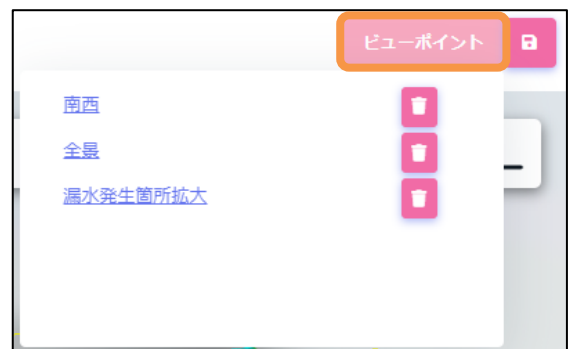 ビューポイント
南西
全景
漏水発生箇所拡大